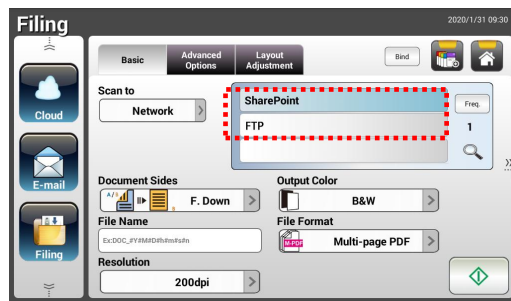 Filing
2020/1/31 09:30
Basic
Advanced Options
Layout Adjustment
Bind
Cloud
E-mail
Filing
Scan to
Network
SharePoint
FTP
Freq.
1
Document Sides
F. Down
Output Color
B&W
File Name
Ex:DOC_#Y#M#D#h#m#s#n
File Format
M-PDF
Multi-page PDF
Resolution
200dpi